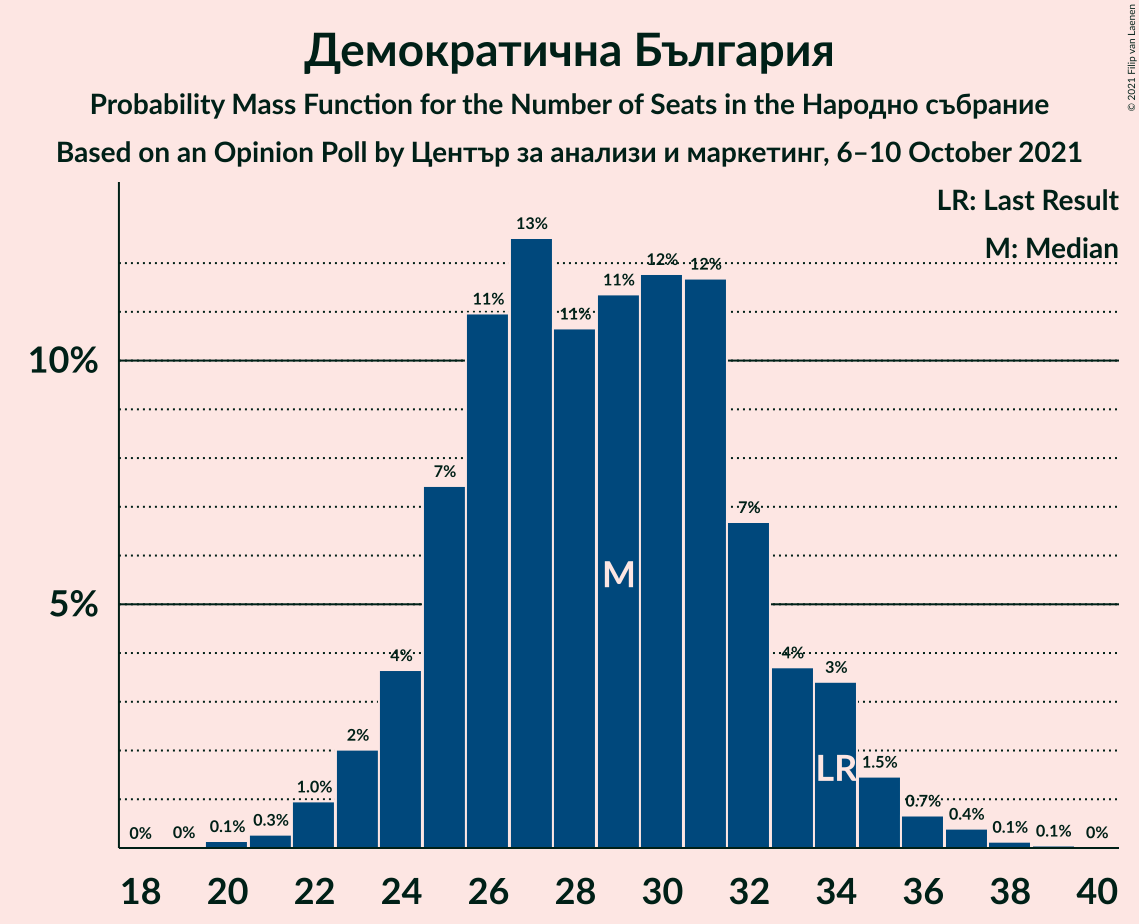 Демократична България
Probability Mass Function for the Number of Seats in the Народно събрание
Based on an Opinion Poll by Център за анализи и маркетинг, 6–10 October 2021
© 2021 Filip van Laenen
LR: Last Result
M: Median
10%
5%
0%
0%
0.1%
0.3%
1.0%
2%
4%
7%
11%
13%
11%
11%
12%
12%
7%
4%
3%
1.5%
0.7%
0.4%
0.1%
0.1%
0%
M
LR
18 20 22 24 26 28 30 32 34 36 38 40